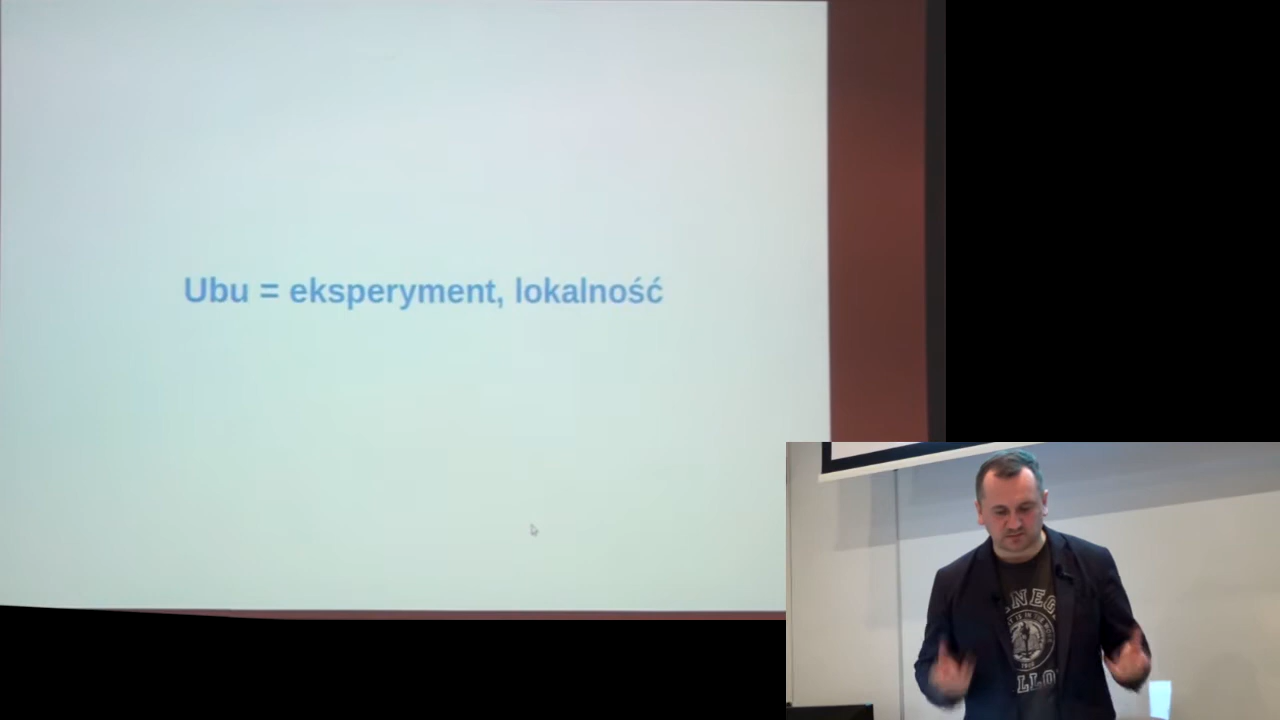 Ubu = eksperyment, lokalność